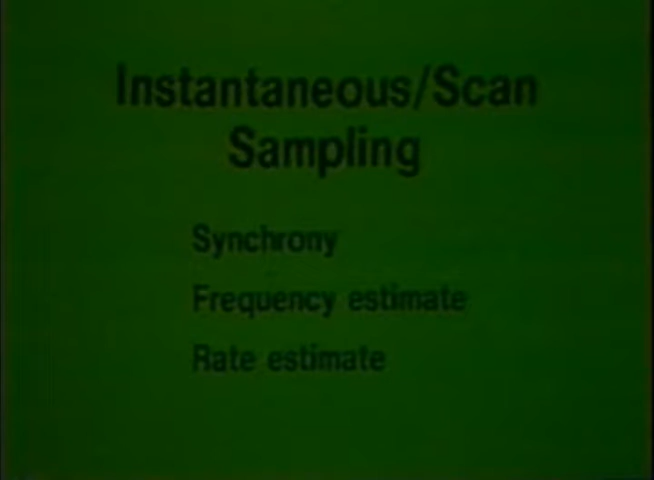 Instantaneous/Scan
Sampling
Synchrony
Frequency estimate
Rate estimate